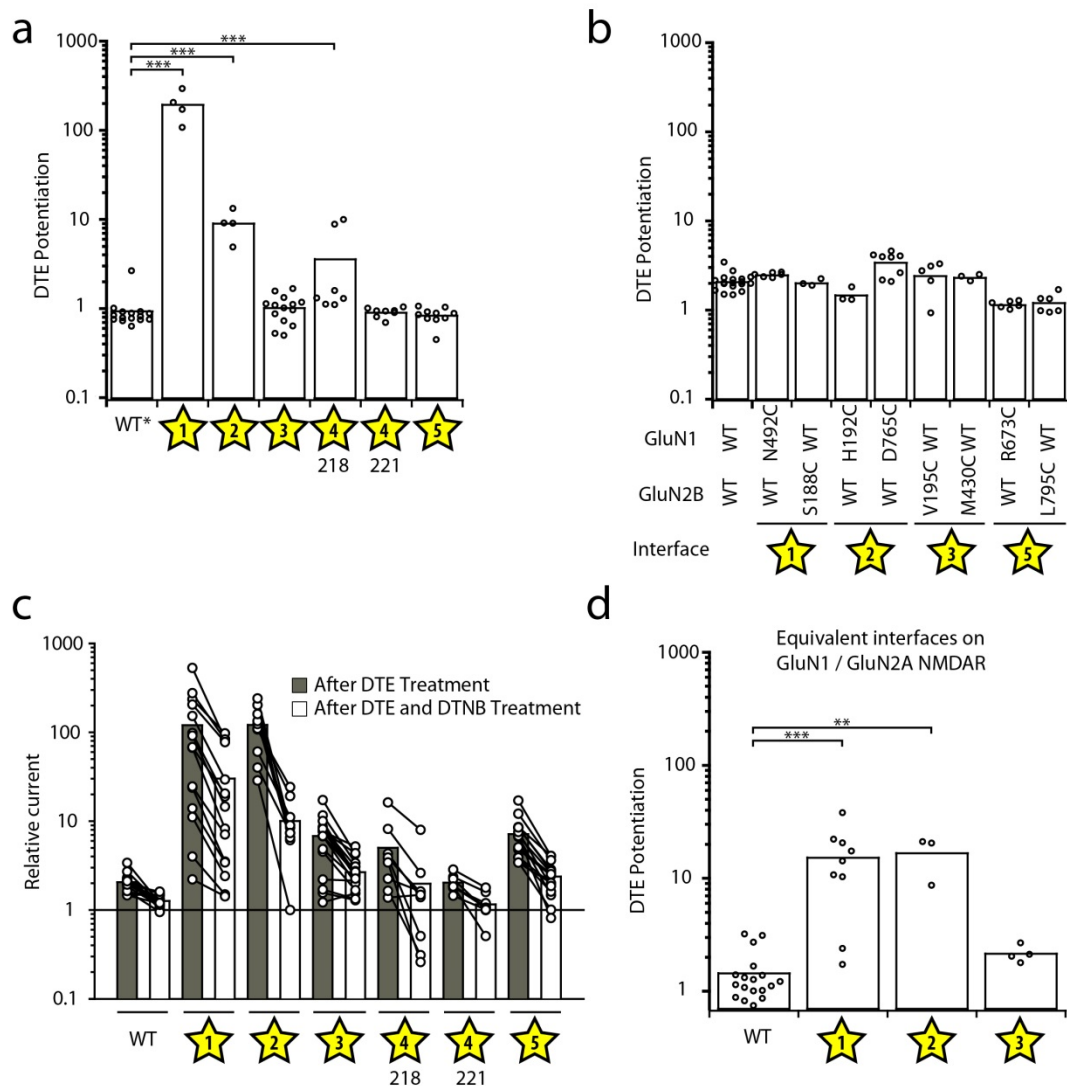 a
1000
100
10
1
0.1
DTE Potentiation
***
***
***
WT*
1
2
3
4
4
5
218
221
b
1000
100
10
1
0.1
DTE Potentiation
GluN1
WT
N492C
WT
H192C
D765C
WT
WT
R673C
WT
GluN2B
WT
WT
S188C
WT
WT
V195C
M430C
WT
L795C
Interface
1
2
3
5
c
1000
100
10
1
0.1
Relative current
After DTE Treatment
After DTE and DTNB Treatment
WT
1
2
3
4
4
5
218
221
d
Equivalent interfaces on
GluN1 / GluN2A NMDAR
1000
100
10
1
DTE Potentiation
**
***
WT
1
2
3